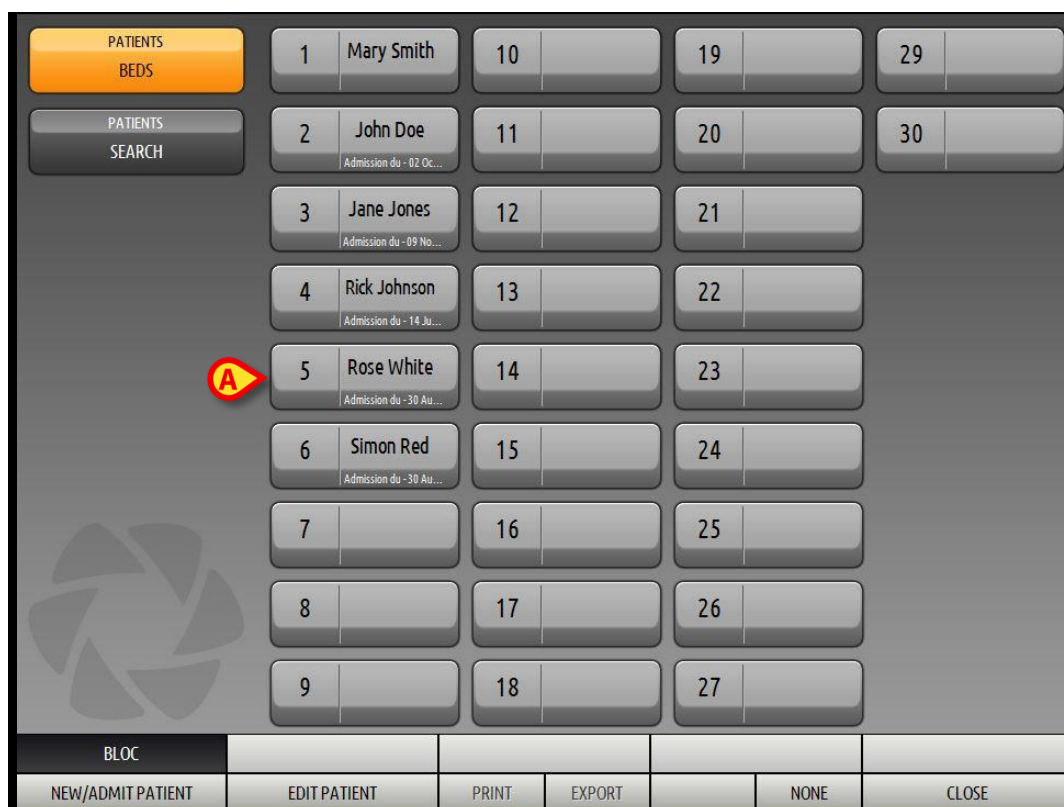 PATIENTS
BEDS
PATIENTS
SEARCH
1 Mary Smith
2 John Doe
Admission du - 02 Oc...
3 Jane Jones
Admission du - 09 No...
4 Rick Johnson
Admission du - 14 Ju...
A
5 Rose White
Admission du - 30 Au...
6 Simon Red
Admission du - 30 Au...
7
8
9
10
11
12
13
14
15
16
17
18
19
20
21
22
23
24
25
26
27
29
30
BLOC
NEW/ADMIT PATIENT EDIT PATIENT PRINT EXPORT NONE CLOSE